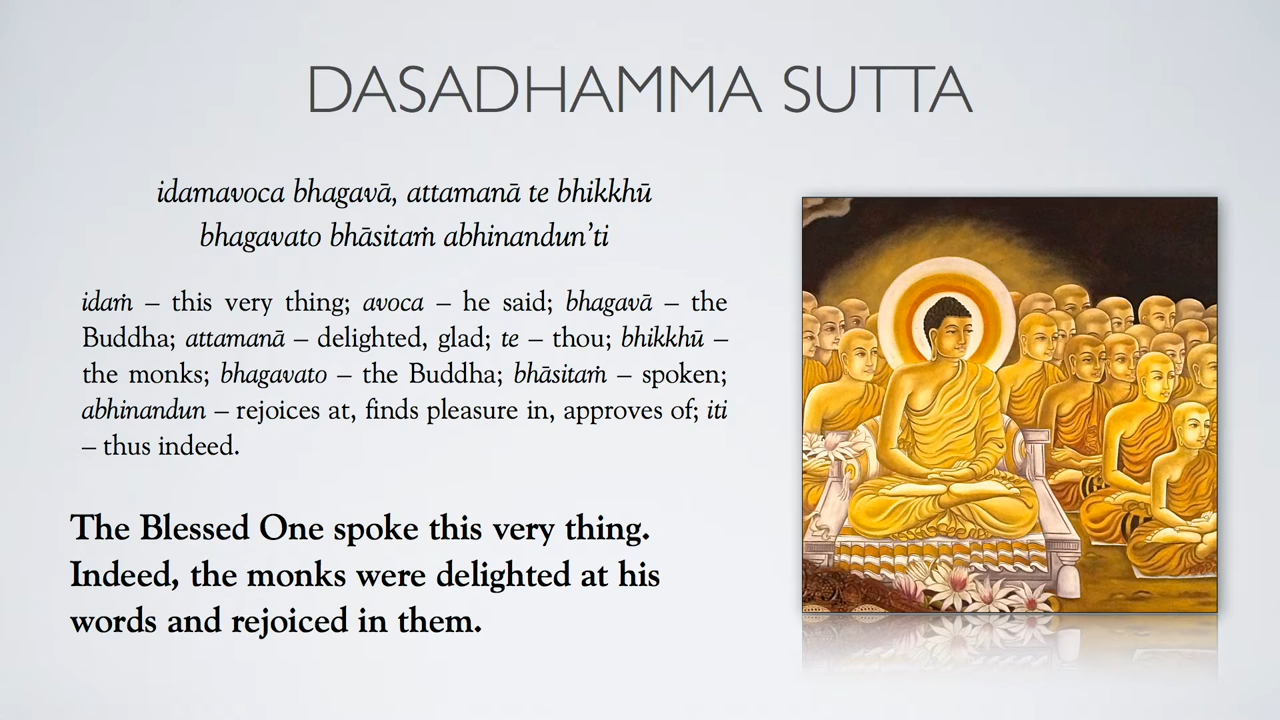 DASADHAMMA SUTTA
idamavoca bhagavā, attamanā te bhikkhū
bhagavato bhāsitaṁ abhinandun’ti
idaṁ – this very thing; avoca – he said; bhagavā – the
Buddha; attamanā – delighted, glad; te – thou; bhikkhū –
the monks; bhagavato – the Buddha; bhāsitaṁ – spoken;
abhinandun – rejoices at, finds pleasure in, approves of; iti
– thus indeed.
The Blessed One spoke this very thing.
Indeed, the monks were delighted at his
words and rejoiced in them.